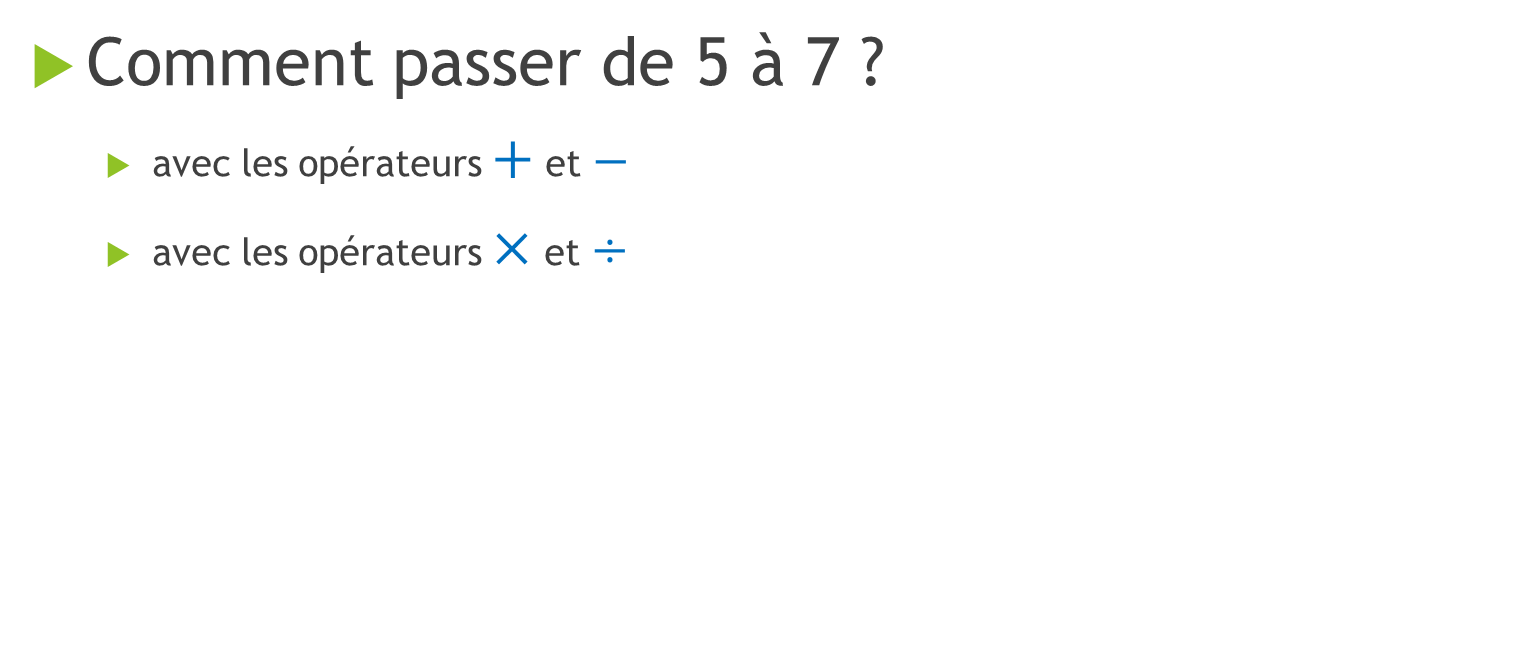 Comment passer de 5 à 7 ?
avec les opérateurs + et −
avec les opérateurs × et ÷